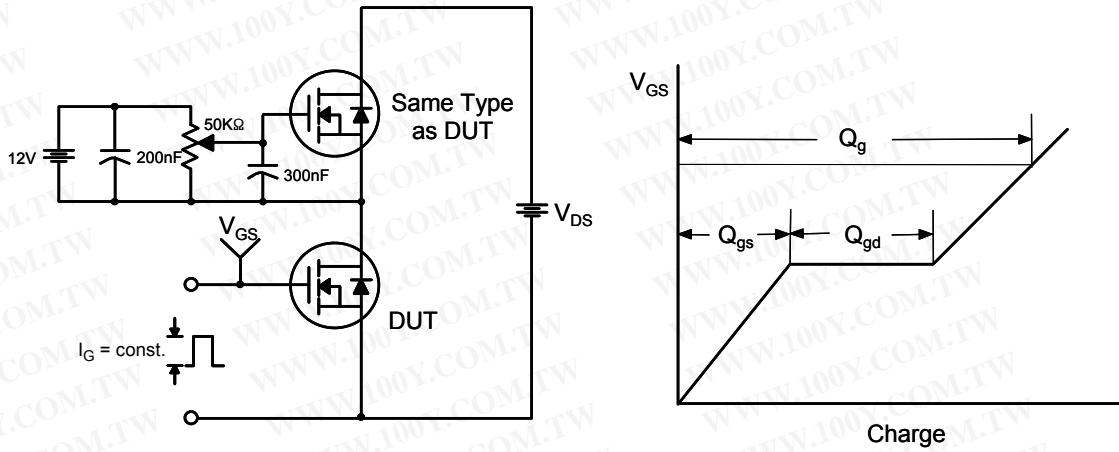 12V
200nF
50KΩ
300nF
Same Type
as DUT
V_DS
V_GS
DUT
I_G = const.
V_GS
Q_g
Q_gs
Q_gd
Charge
WWW.100Y.COM.TW